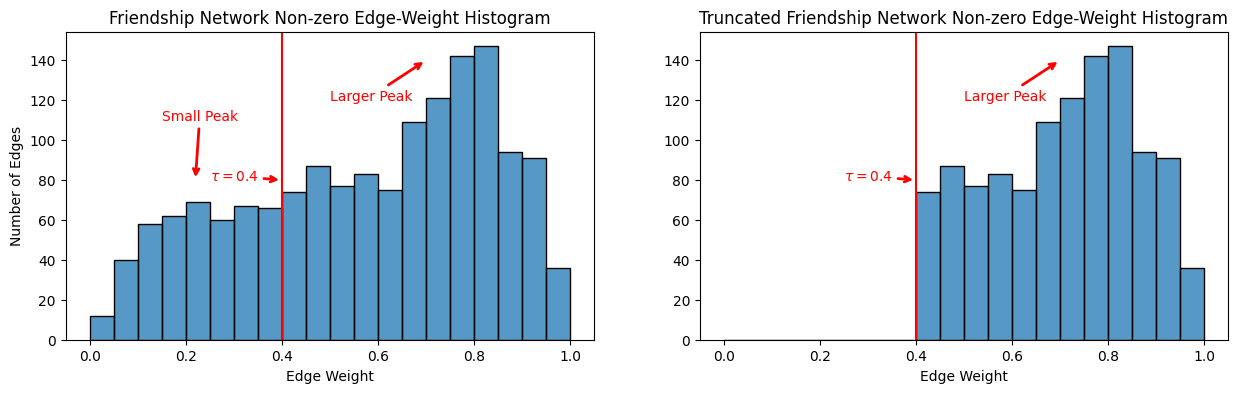 Friendship Network Non-zero Edge-Weight Histogram
Number of Edges
140
120
100
80
60
40
20
0
Small Peak
Larger Peak
τ = 0.4
0.0 0.2 0.4 0.6 0.8 1.0
Edge Weight
Truncated Friendship Network Non-zero Edge-Weight Histogram
140
120
100
80
60
40
20
0
Larger Peak
τ = 0.4
0.0 0.2 0.4 0.6 0.8 1.0
Edge Weight